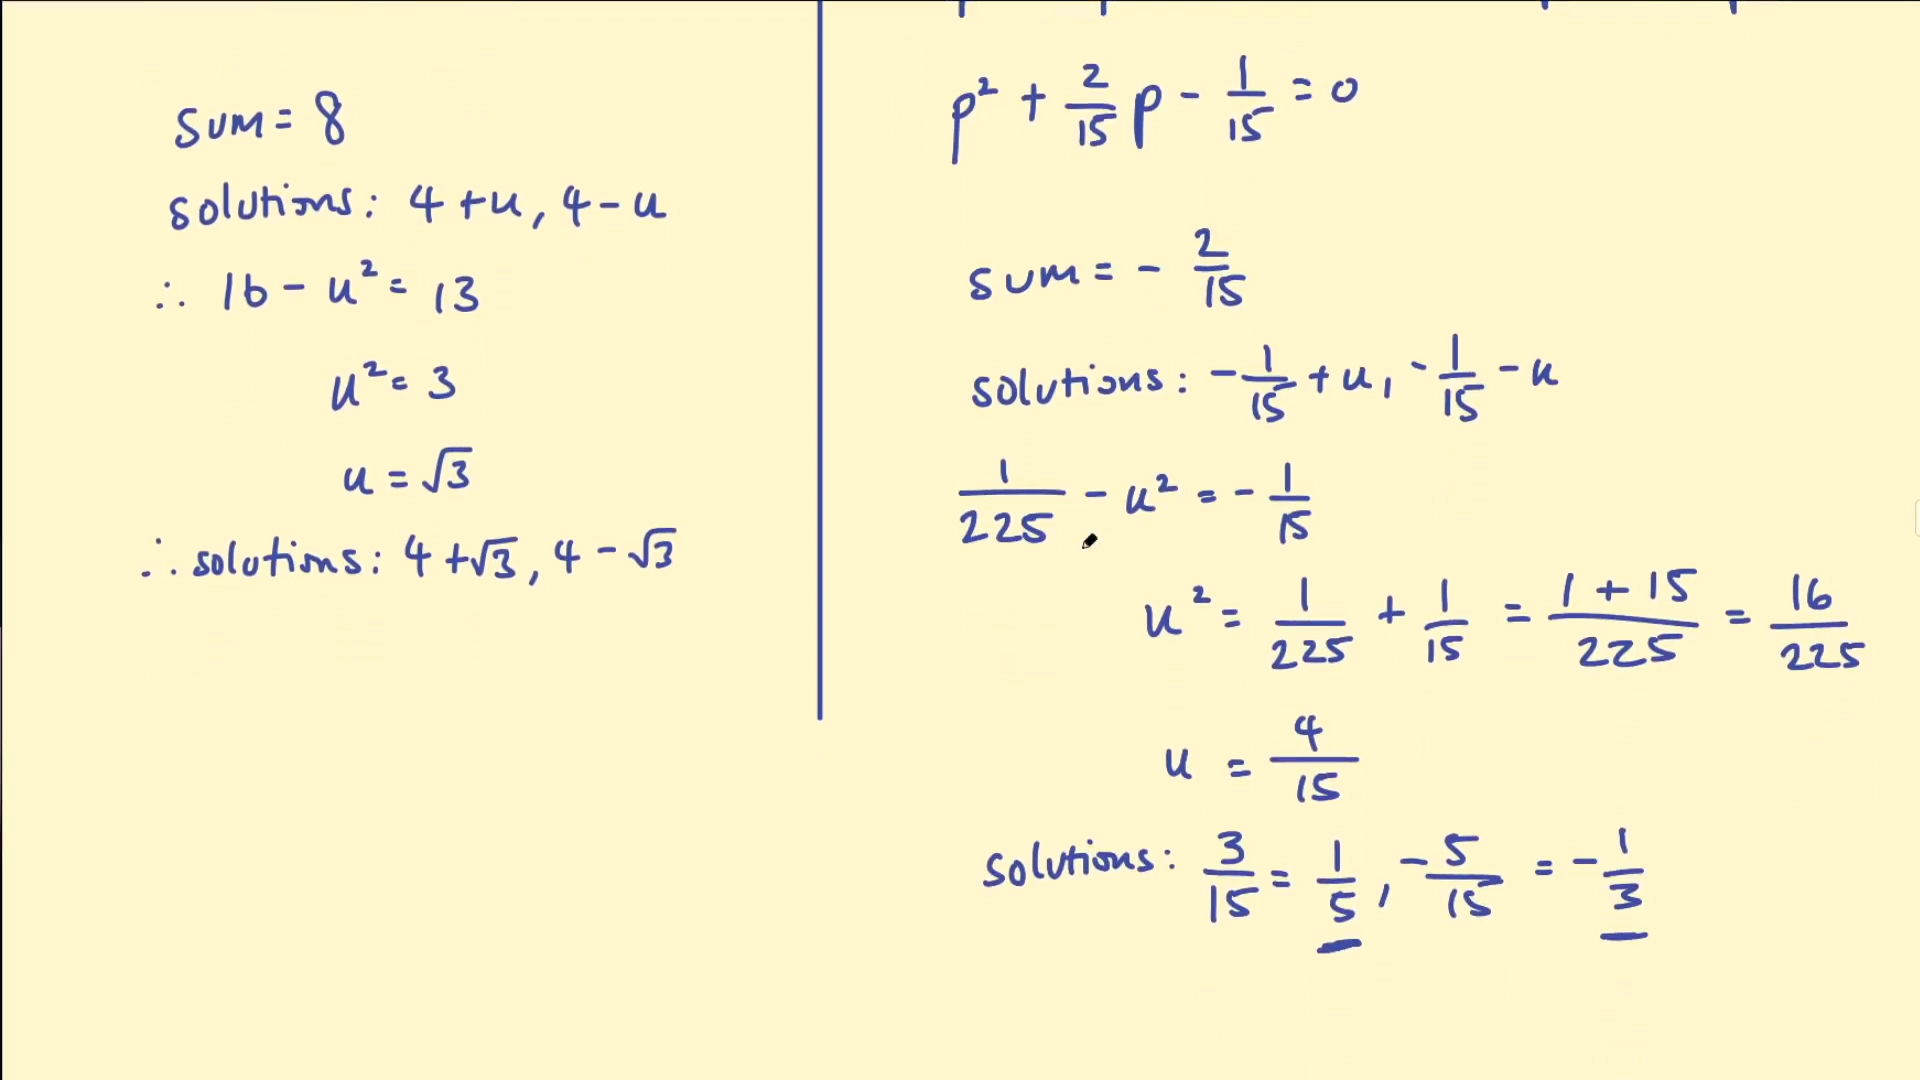 sum = 8
solutions: 4 + u, 4 - u
∴ 16 - u² = 13
u² = 3
u = √3
∴ solutions: 4 + √3, 4 - √3
p² + 2/15 p - 1/15 = 0
sum = - 2/15
solutions: - 1/15 + u, - 1/15 - u
1/225 - u² = - 1/15
u² = 1/225 + 1/15 = (1 + 15)/225 = 16/225
u = 4/15
solutions: 3/15 = 1/5, - 5/15 = - 1/3